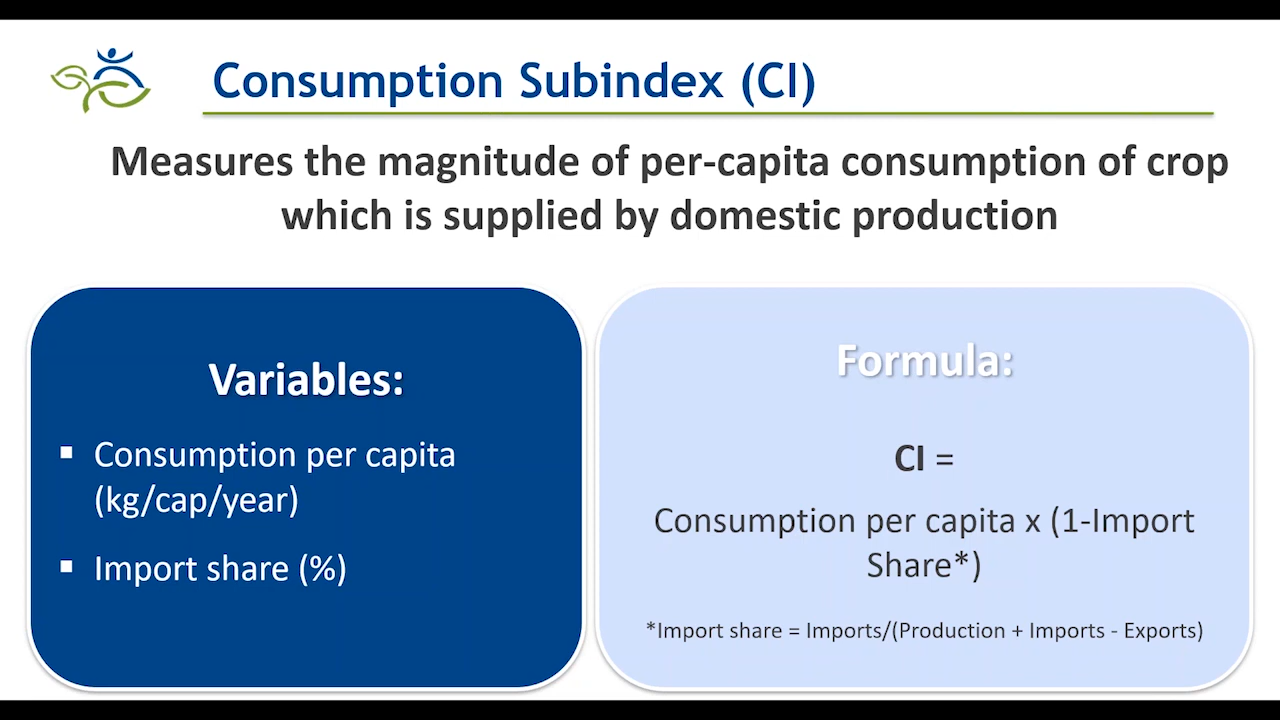 Consumption Subindex (CI)
Measures the magnitude of per-capita consumption of crop
which is supplied by domestic production
Variables:
▪ Consumption per capita
(kg/cap/year)
▪ Import share (%)
Formula:
CI =
Consumption per capita x (1-Import
Share*)
*Import share = Imports/(Production + Imports - Exports)